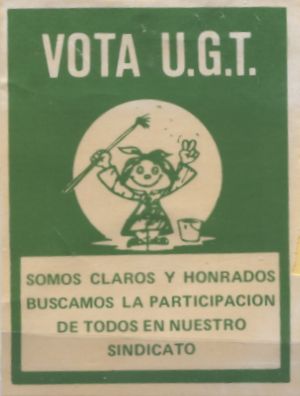 VOTA U.G.T.
SOMOS CLAROS Y HONRADOS
BUSCAMOS LA PARTICIPACION
DE TODOS EN NUESTRO
SINDICATO